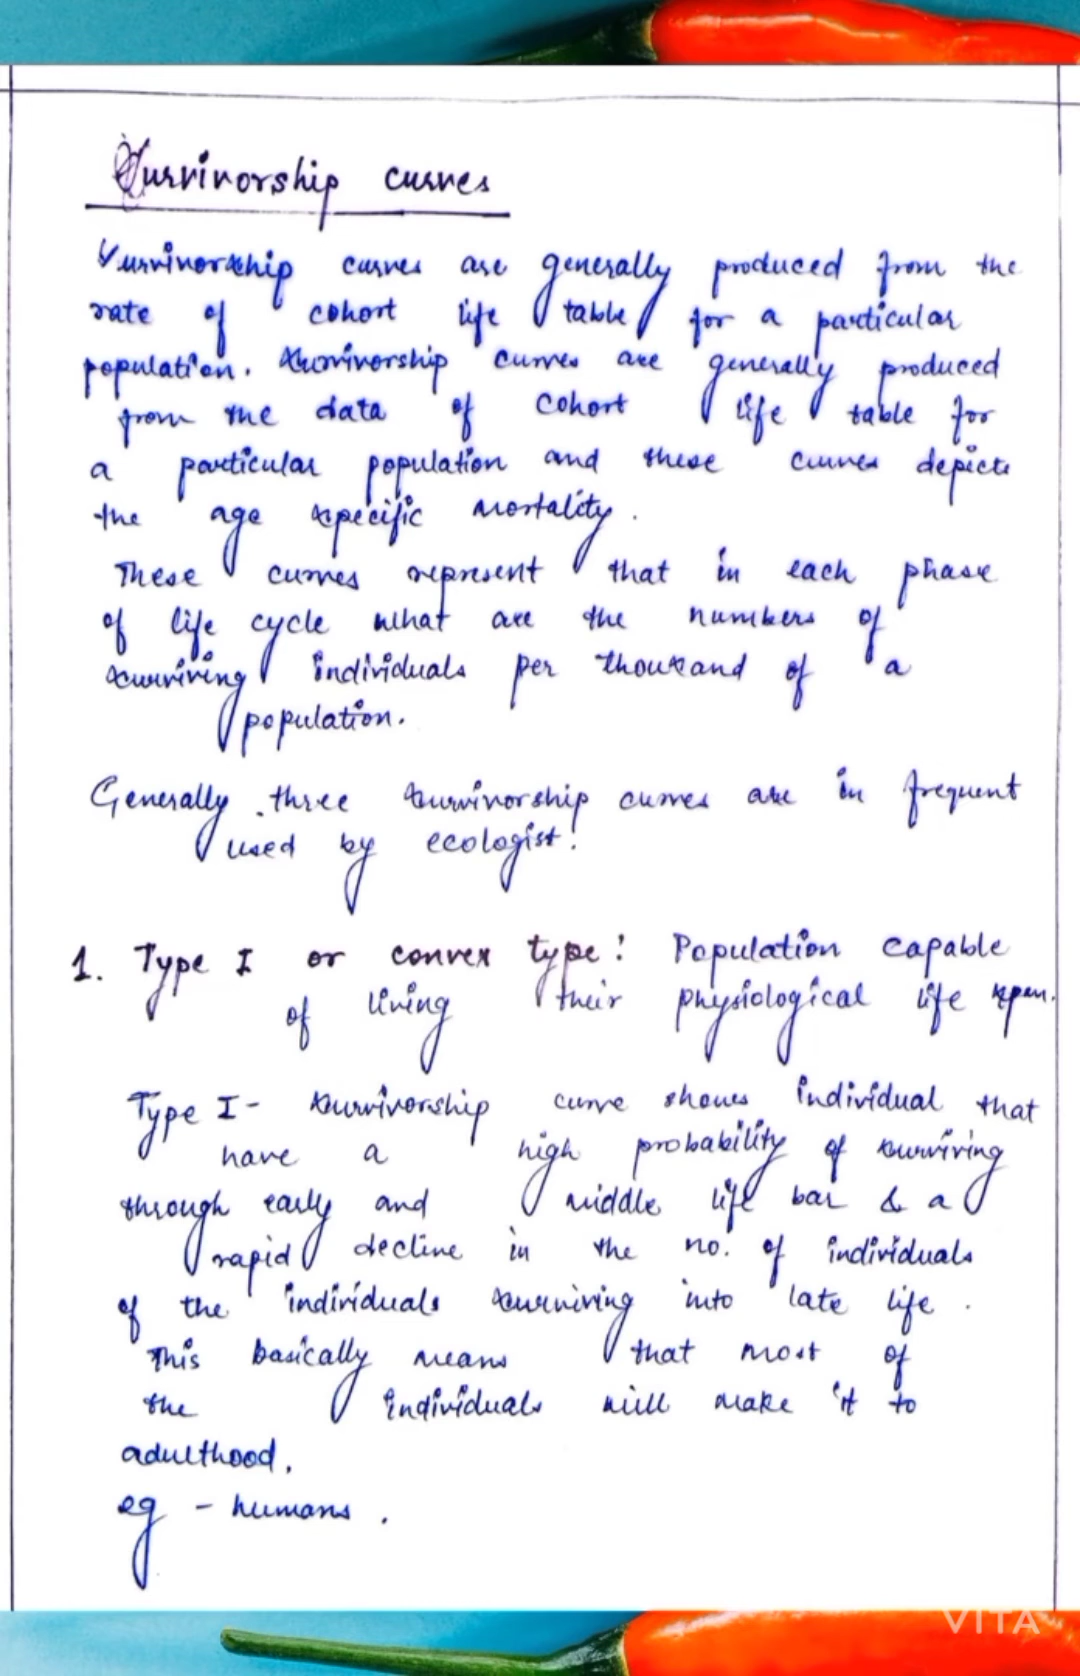 Survivorship curves
Survivorship curves are generally produced from the
rate of cohort life table for a particular
population. Survivorship curves are generally produced
from the data of cohort life table for
a particular population and these curves depicts
the age specific mortality.
These curves represent that in each phase
of life cycle what are the numbers of
surviving individuals per thousand of a
population.
Generally three survivorship curves are in frequent
used by ecologist!
1. Type I or convex type: Population capable
of living their physiological life span.
Type I- survivorship curve shows individual that
have a high probability of surviving
through early and middle life bar & a
rapid decline in the no. of individuals
of the individuals surviving into late life.
This basically means that most of
the individuals will make it to
adulthood.
eg - humans.
VITA